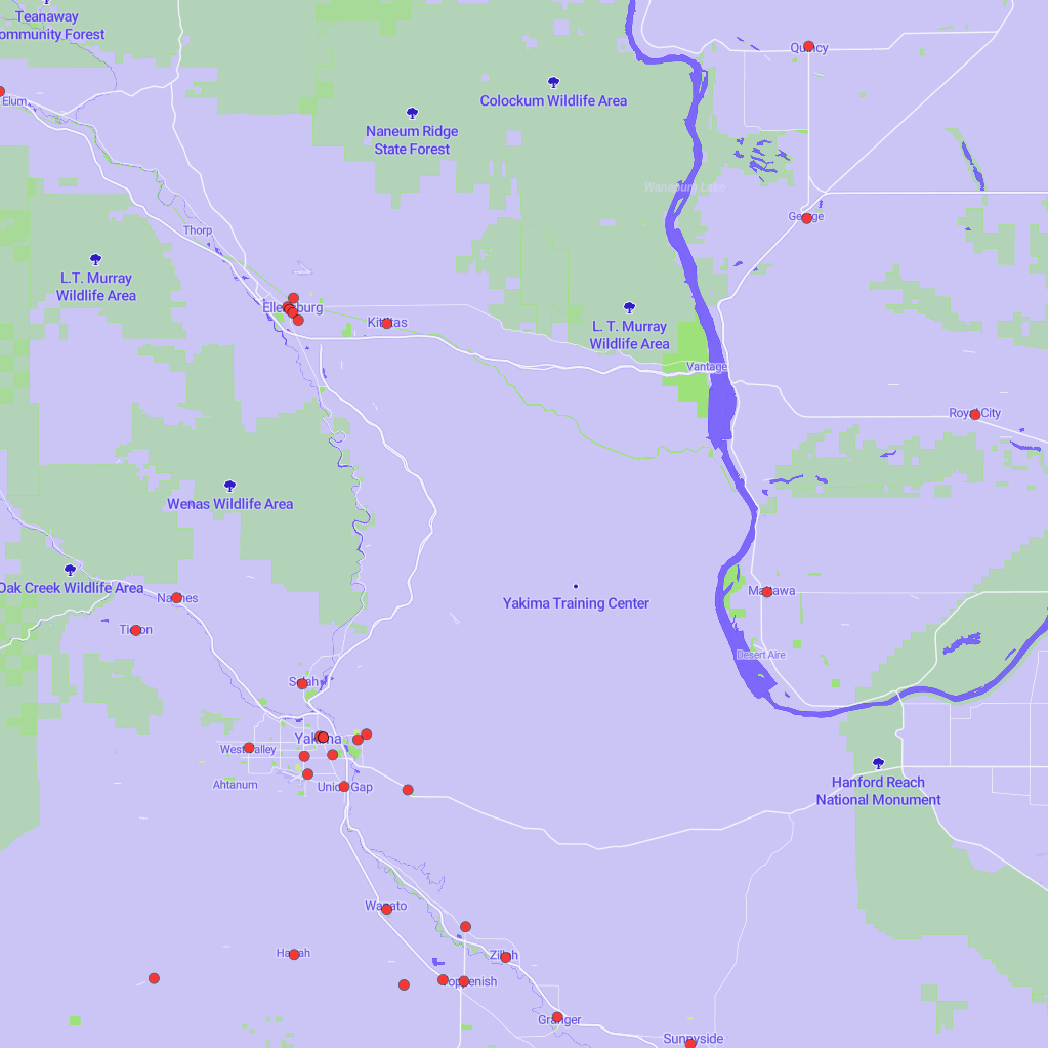 Teanaway
ommunity Forest
Quincy
Elum
Colockum Wildlife Area
Naneum Ridge
State Forest
Wanapum Lake
George
Thorp
L.T. Murray
Wildlife Area
Ellensburg
Kittitas
L. T. Murray
Wildlife Area
Vantage
Royal City
Wenas Wildlife Area
Oak Creek Wildlife Area
Naches
Yakima Training Center
Mattawa
Tieton
Desert Aire
Selah
Yakima
West Valley
Ahtanum
Union Gap
Hanford Reach
National Monument
Wapato
Harrah
Zillah
Toppenish
Granger
Sunnyside